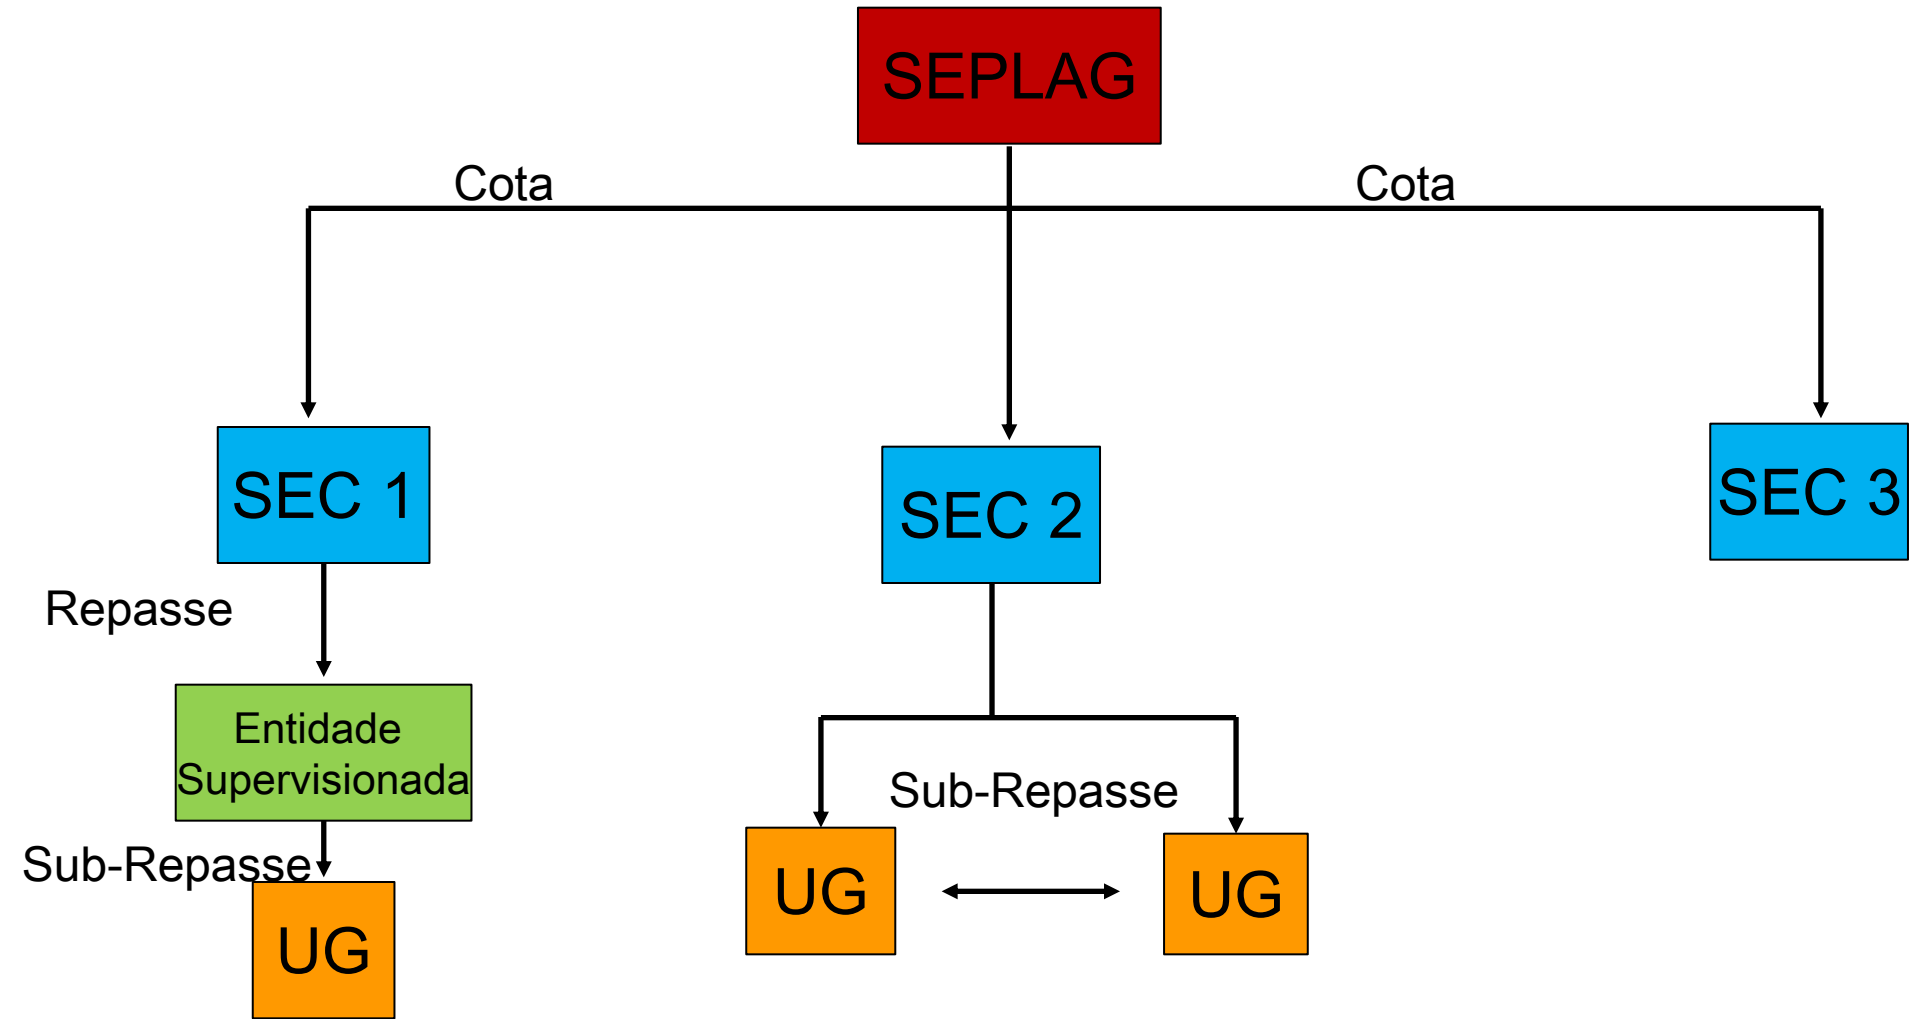 SEPLAG
Cota
Cota
SEC 1
SEC 2
SEC 3
Repasse
Entidade
Supervisionada
Sub-Repasse
Sub-Repasse
UG
UG
UG